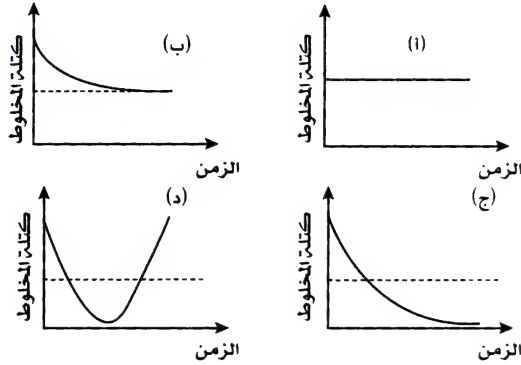 (أ)
كتلة المخلوط
الزمن
(ب)
كتلة المخلوط
الزمن
(ج)
كتلة المخلوط
الزمن
(د)
كتلة المخلوط
الزمن